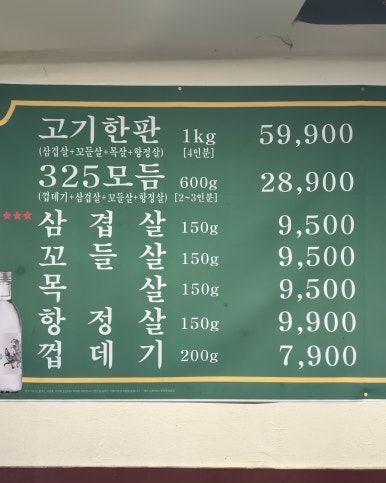 고기한판 1kg 59,900
(삼겹살+꼬들살+목살+항정살) [4인분]
325모듬 600g 28,900
(껍데기+삼겹살+꼬들살+항정살) [2~3인분]
★★★ 삼겹살 150g 9,500
꼬들살 150g 9,500
목살 150g 9,500
항정살 150g 9,900
껍데기 200g 7,900